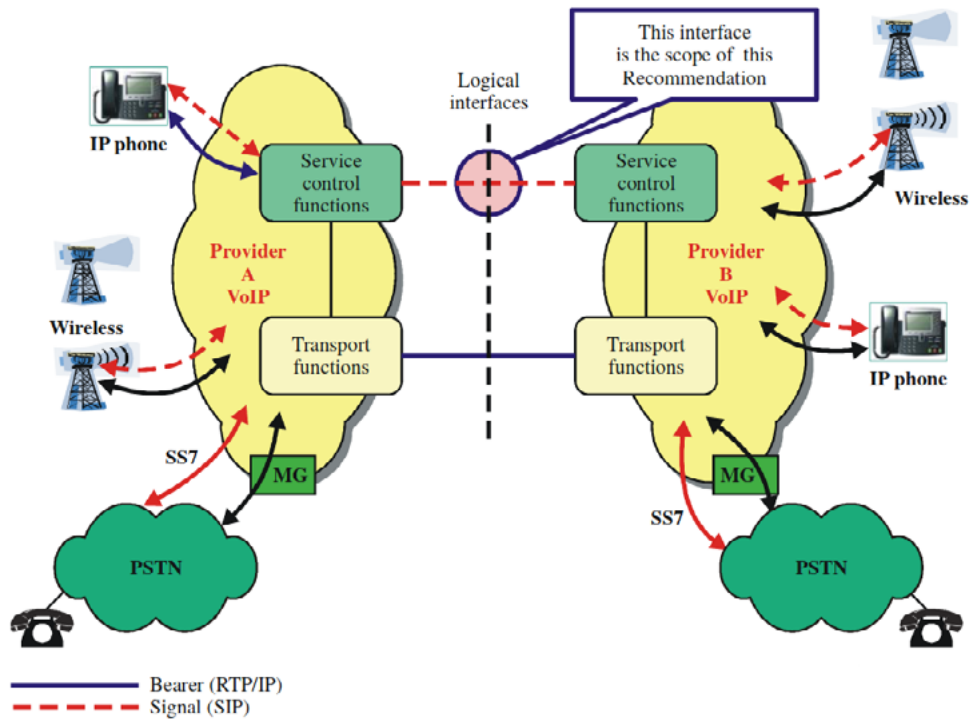 This interface
is the scope of this
Recommendation
Logical
interfaces
IP phone
Service
control
functions
Service
control
functions
Wireless
Provider
A
VoIP
Provider
B
VoIP
Wireless
Transport
functions
Transport
functions
IP phone
SS7
MG
MG
SS7
PSTN
PSTN
Bearer (RTP/IP)
Signal (SIP)